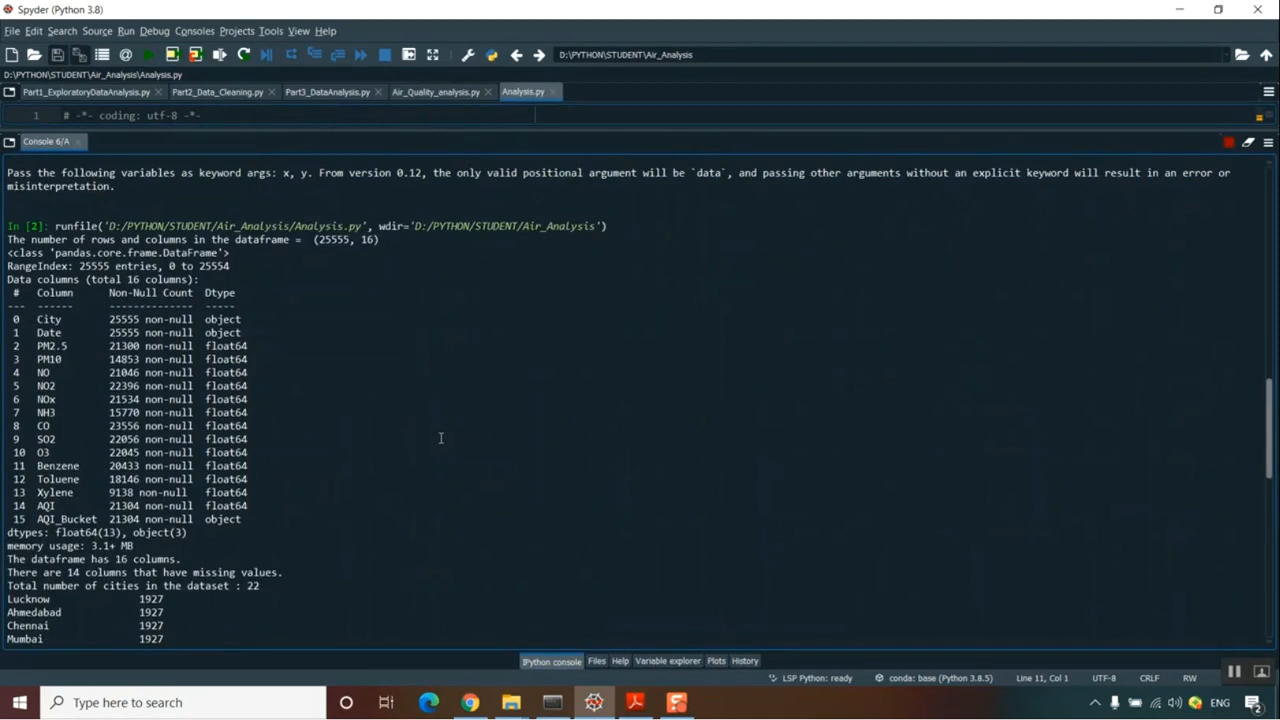 Spyder (Python 3.8)
File Edit Search Source Run Debug Consoles Projects Tools View Help
D:\PYTHON\STUDENT\Air_Analysis
D:\PYTHON\STUDENT\Air_Analysis\Analysis.py
Part1_ExploratoryDataAnalysis.py Part2_Data_Cleaning.py Part3_DataAnalysis.py Air_Quality_analysis.py Analysis.py
1 # -*- coding: utf-8 -*-
Console 6/A
Pass the following variables as keyword args: x, y. From version 0.12, the only valid positional argument will be `data`, and passing other arguments without an explicit keyword will result in an error or
misinterpretation.
In [2]: runfile('D:/PYTHON/STUDENT/Air_Analysis/Analysis.py', wdir='D:/PYTHON/STUDENT/Air_Analysis')
The number of rows and columns in the dataframe = (25555, 16)
<class 'pandas.core.frame.DataFrame'>
RangeIndex: 25555 entries, 0 to 25554
Data columns (total 16 columns):
# Column Non-Null Count Dtype
--- ------ -------------- -----
0 City 25555 non-null object
1 Date 25555 non-null object
2 PM2.5 21300 non-null float64
3 PM10 14853 non-null float64
4 NO 21046 non-null float64
5 NO2 22396 non-null float64
6 NOx 21534 non-null float64
7 NH3 15770 non-null float64
8 CO 23556 non-null float64
9 SO2 22056 non-null float64
10 O3 22045 non-null float64
11 Benzene 20433 non-null float64
12 Toluene 18146 non-null float64
13 Xylene 9138 non-null float64
14 AQI 21304 non-null float64
15 AQI_Bucket 21304 non-null object
dtypes: float64(13), object(3)
memory usage: 3.1+ MB
The dataframe has 16 columns.
There are 14 columns that have missing values.
Total number of cities in the dataset : 22
Lucknow 1927
Ahmedabad 1927
Chennai 1927
Mumbai 1927
IPython console Files Help Variable explorer Plots History
LSP Python: ready conda: base (Python 3.8.5) Line 11, Col 1 UTF-8 CRLF RW
Type here to search ENG 2